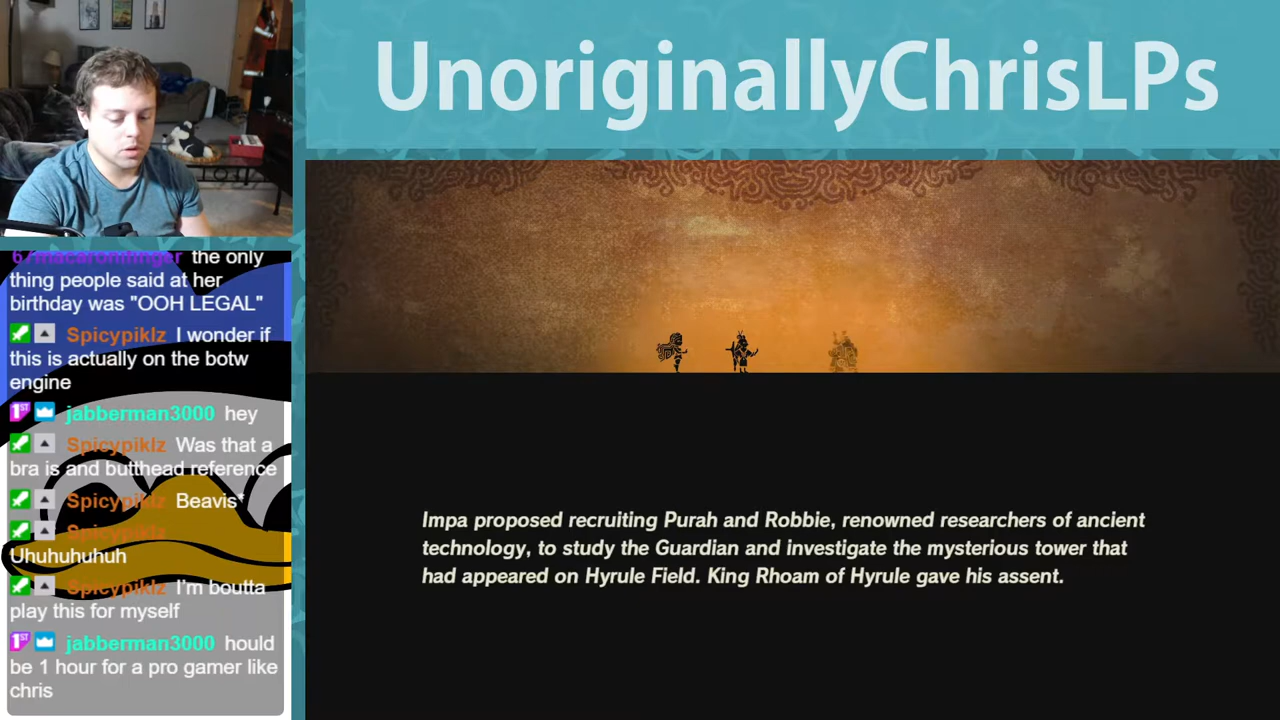 UnoriginallyChrisLPs
the only
thing people said at her
birthday was "OOH LEGAL"
Spicypiklz I wonder if
this is actually on the botw
engine
jabberman3000 hey
Spicypiklz Was that a
bra is and butthead reference
Spicypiklz Beavis*
Spicypiklz
Uhuhuhuhuh
Spicypiklz I'm boutta
play this for myself
jabberman3000 hould
be 1 hour for a pro gamer like
chris
Impa proposed recruiting Purah and Robbie, renowned researchers of ancient
technology, to study the Guardian and investigate the mysterious tower that
had appeared on Hyrule Field. King Rhoam of Hyrule gave his assent.